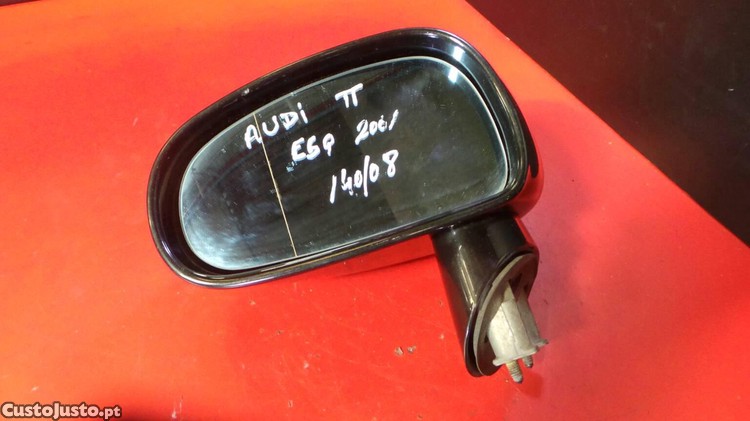 AUDI TT
ESQ 2001
140/08
CustoJusto.pt